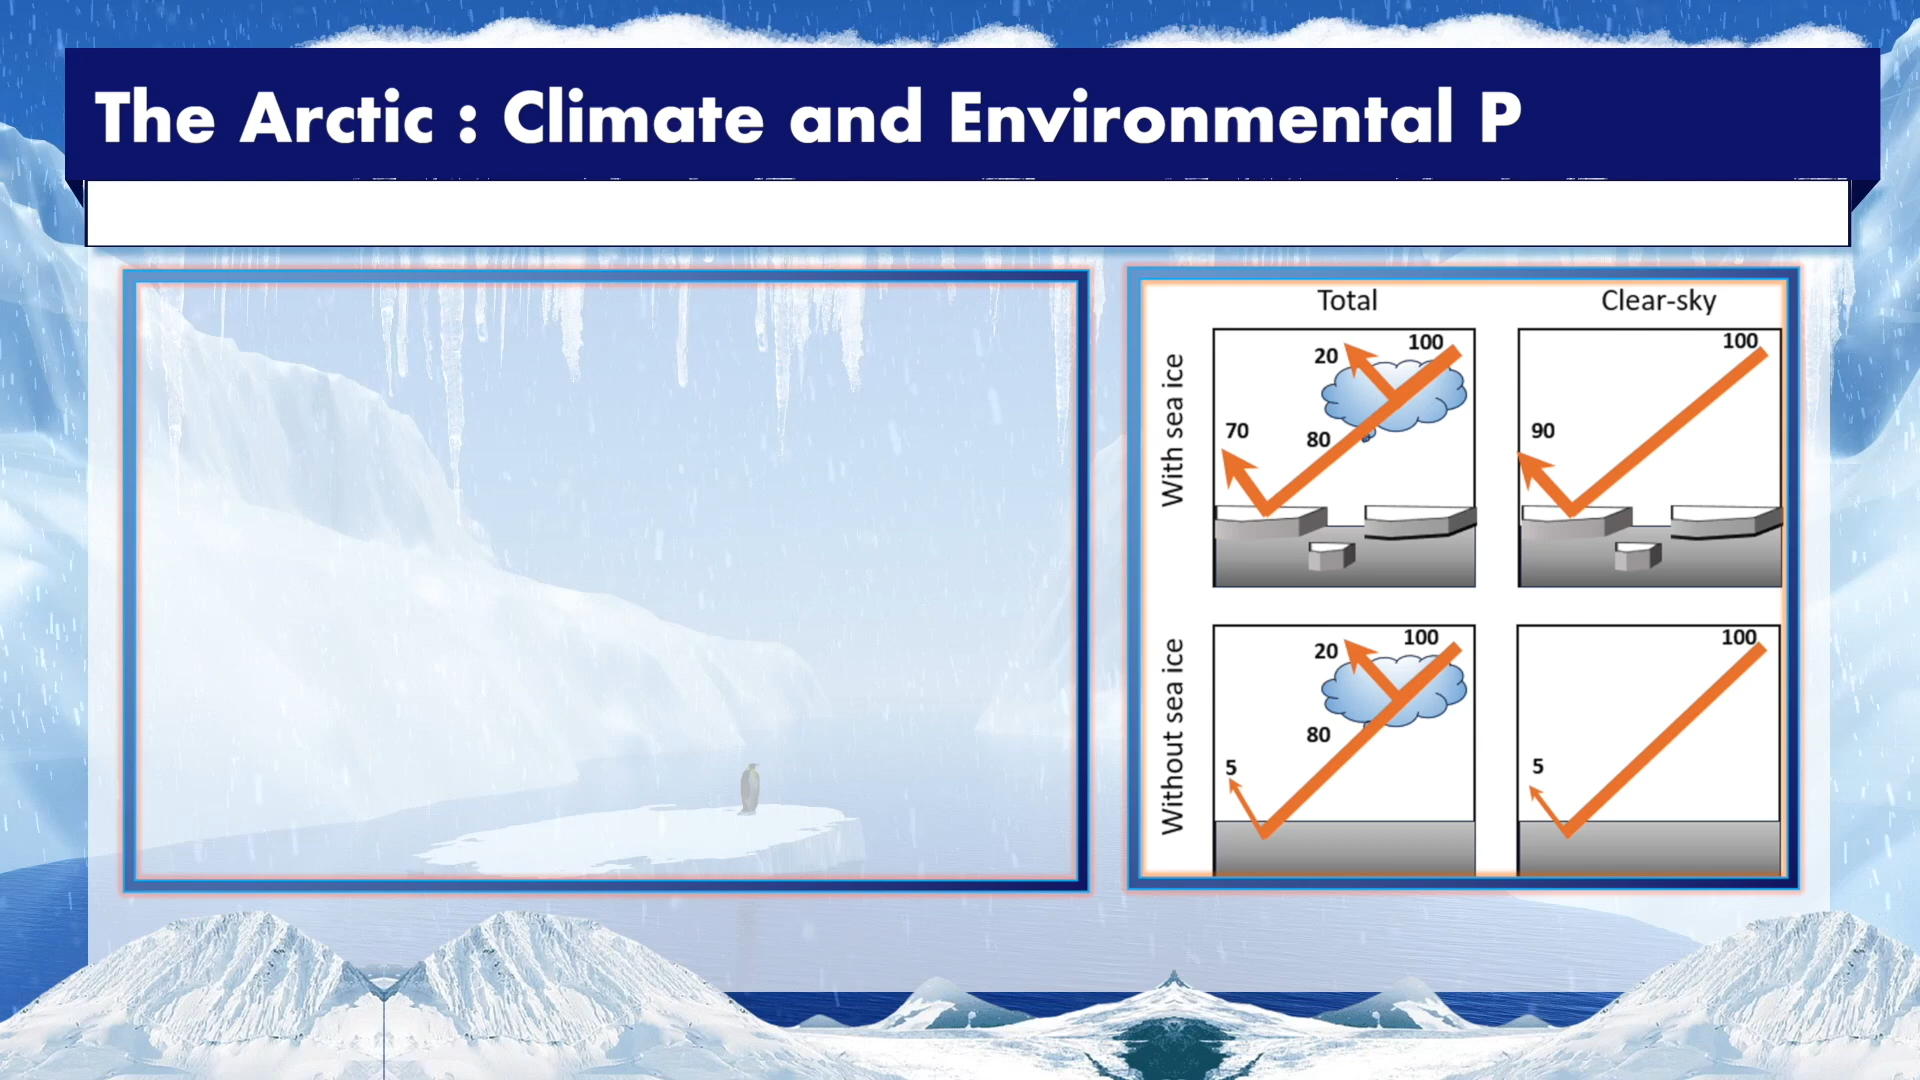 The Arctic : Climate and Environmental P
Total
Clear-sky
With sea ice
20
100
70
80
100
90
Without sea ice
20
100
80
5
100
5